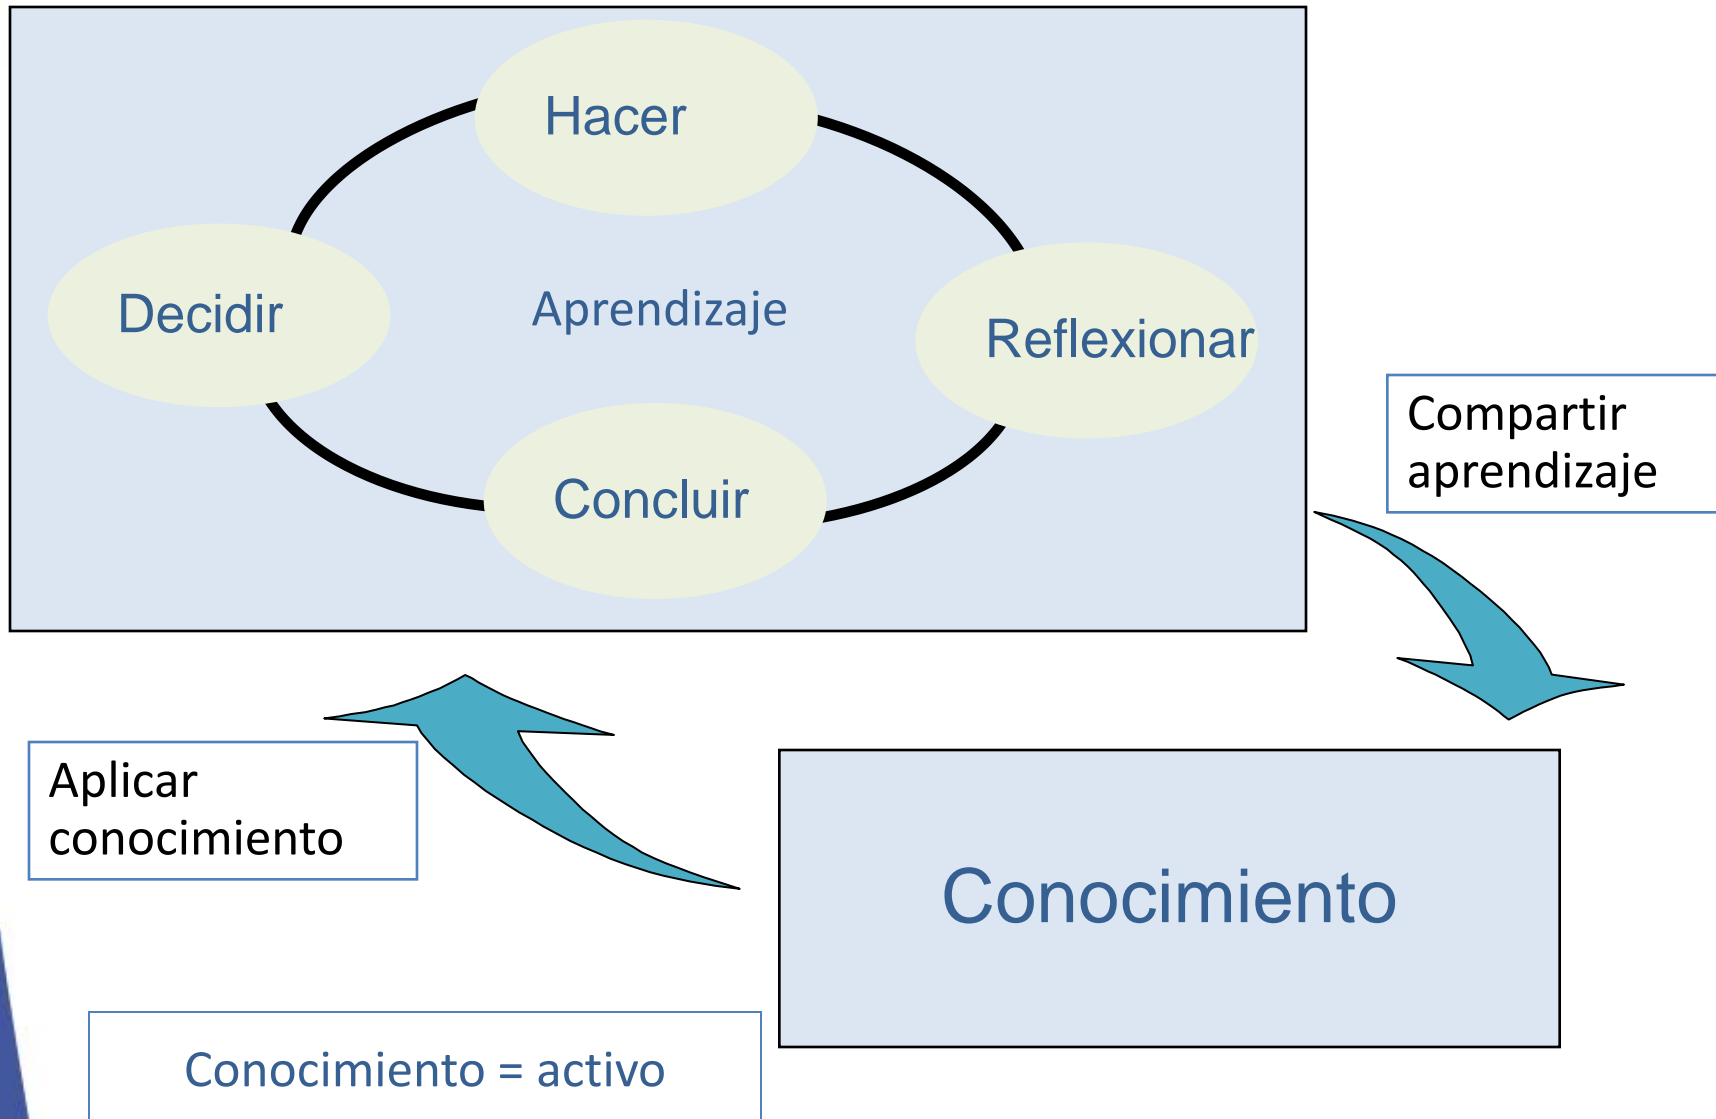 Hacer
Decidir
Aprendizaje
Reflexionar
Concluir
Compartir
aprendizaje
Aplicar
conocimiento
Conocimiento
Conocimiento = activo